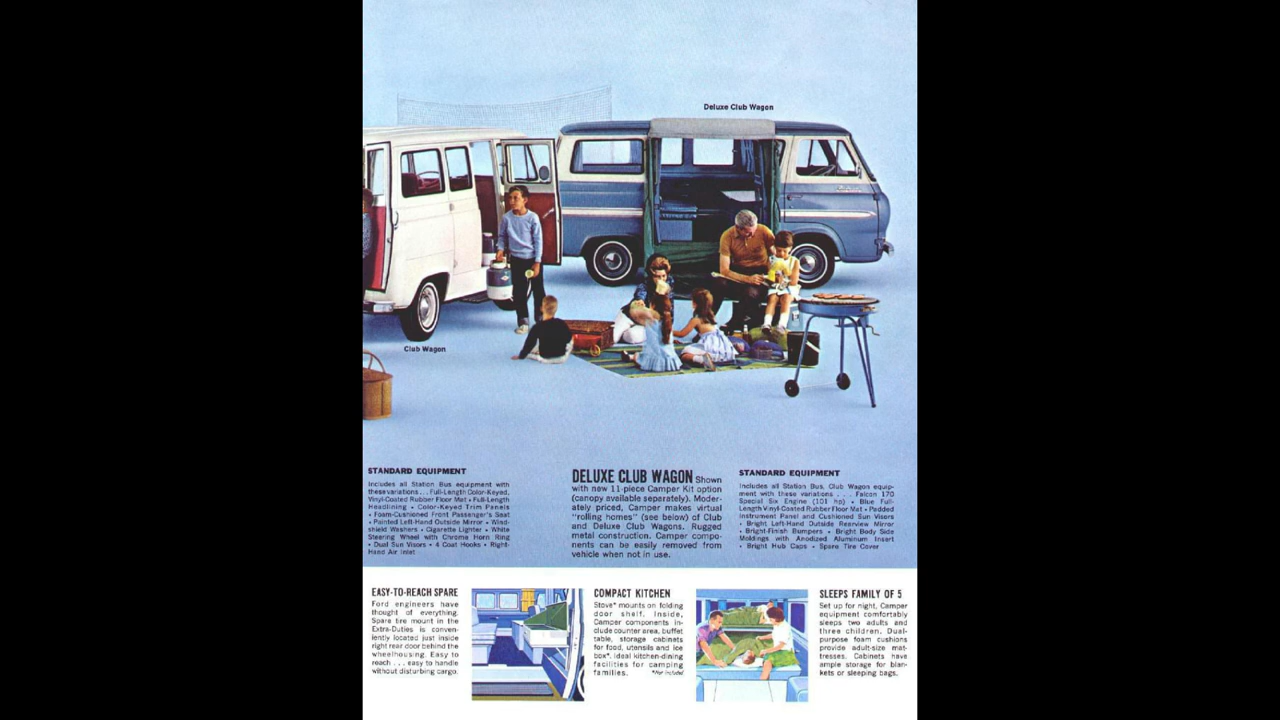 Deluxe Club Wagon
Club Wagon
STANDARD EQUIPMENT
Includes all Station Bus equipment with
these variations . . . Full-Length Color-Keyed,
Vinyl-Coated Rubber Floor Mat • Full-Length
Headlining • Color-Keyed Trim Panels
• Foam-Cushioned Front Passenger's Seat
• Painted Left-Hand Outside Mirror • Wind-
shield Washers • Cigarette Lighter • White
Steering Wheel with Chrome Horn Ring
• Dual Sun Visors • 4 Coat Hooks • Right-
Hand Air Inlet
DELUXE CLUB WAGON Shown
with new 11-piece Camper Kit option
(canopy available separately). Moder-
ately priced, Camper makes virtual
"rolling homes" (see below) of Club
and Deluxe Club Wagons. Rugged
metal construction. Camper compo-
nents can be easily removed from
vehicle when not in use.
STANDARD EQUIPMENT
Includes all Station Bus, Club Wagon equip-
ment with these variations . . . Falcon 170
Special Six Engine (101 hp) • Blue Full-
Length Vinyl-Coated Rubber Floor Mat • Padded
Instrument Panel and Cushioned Sun Visors
• Bright Left-Hand Outside Rearview Mirror
• Bright-Finish Bumpers • Bright Body Side
Moldings with Anodized Aluminum Insert
• Bright Hub Caps • Spare Tire Cover
EASY-TO-REACH SPARE
Ford engineers have
thought of everything.
Spare tire mount in the
Extra-Duties is conven-
iently located just inside
right rear door behind the
wheelhousing. Easy to
reach . . . easy to handle
without disturbing cargo.
COMPACT KITCHEN
Stove* mounts on folding
door shelf. Inside,
Camper components in-
clude counter area, buffet
table, storage cabinets
for food, utensils and ice
box*. Ideal kitchen-dining
facilities for camping
families. *Not included
SLEEPS FAMILY OF 5
Set up for night, Camper
equipment comfortably
sleeps two adults and
three children. Dual-
purpose foam cushions
provide adult-size mat-
tresses. Cabinets have
ample storage for blan-
kets or sleeping bags.